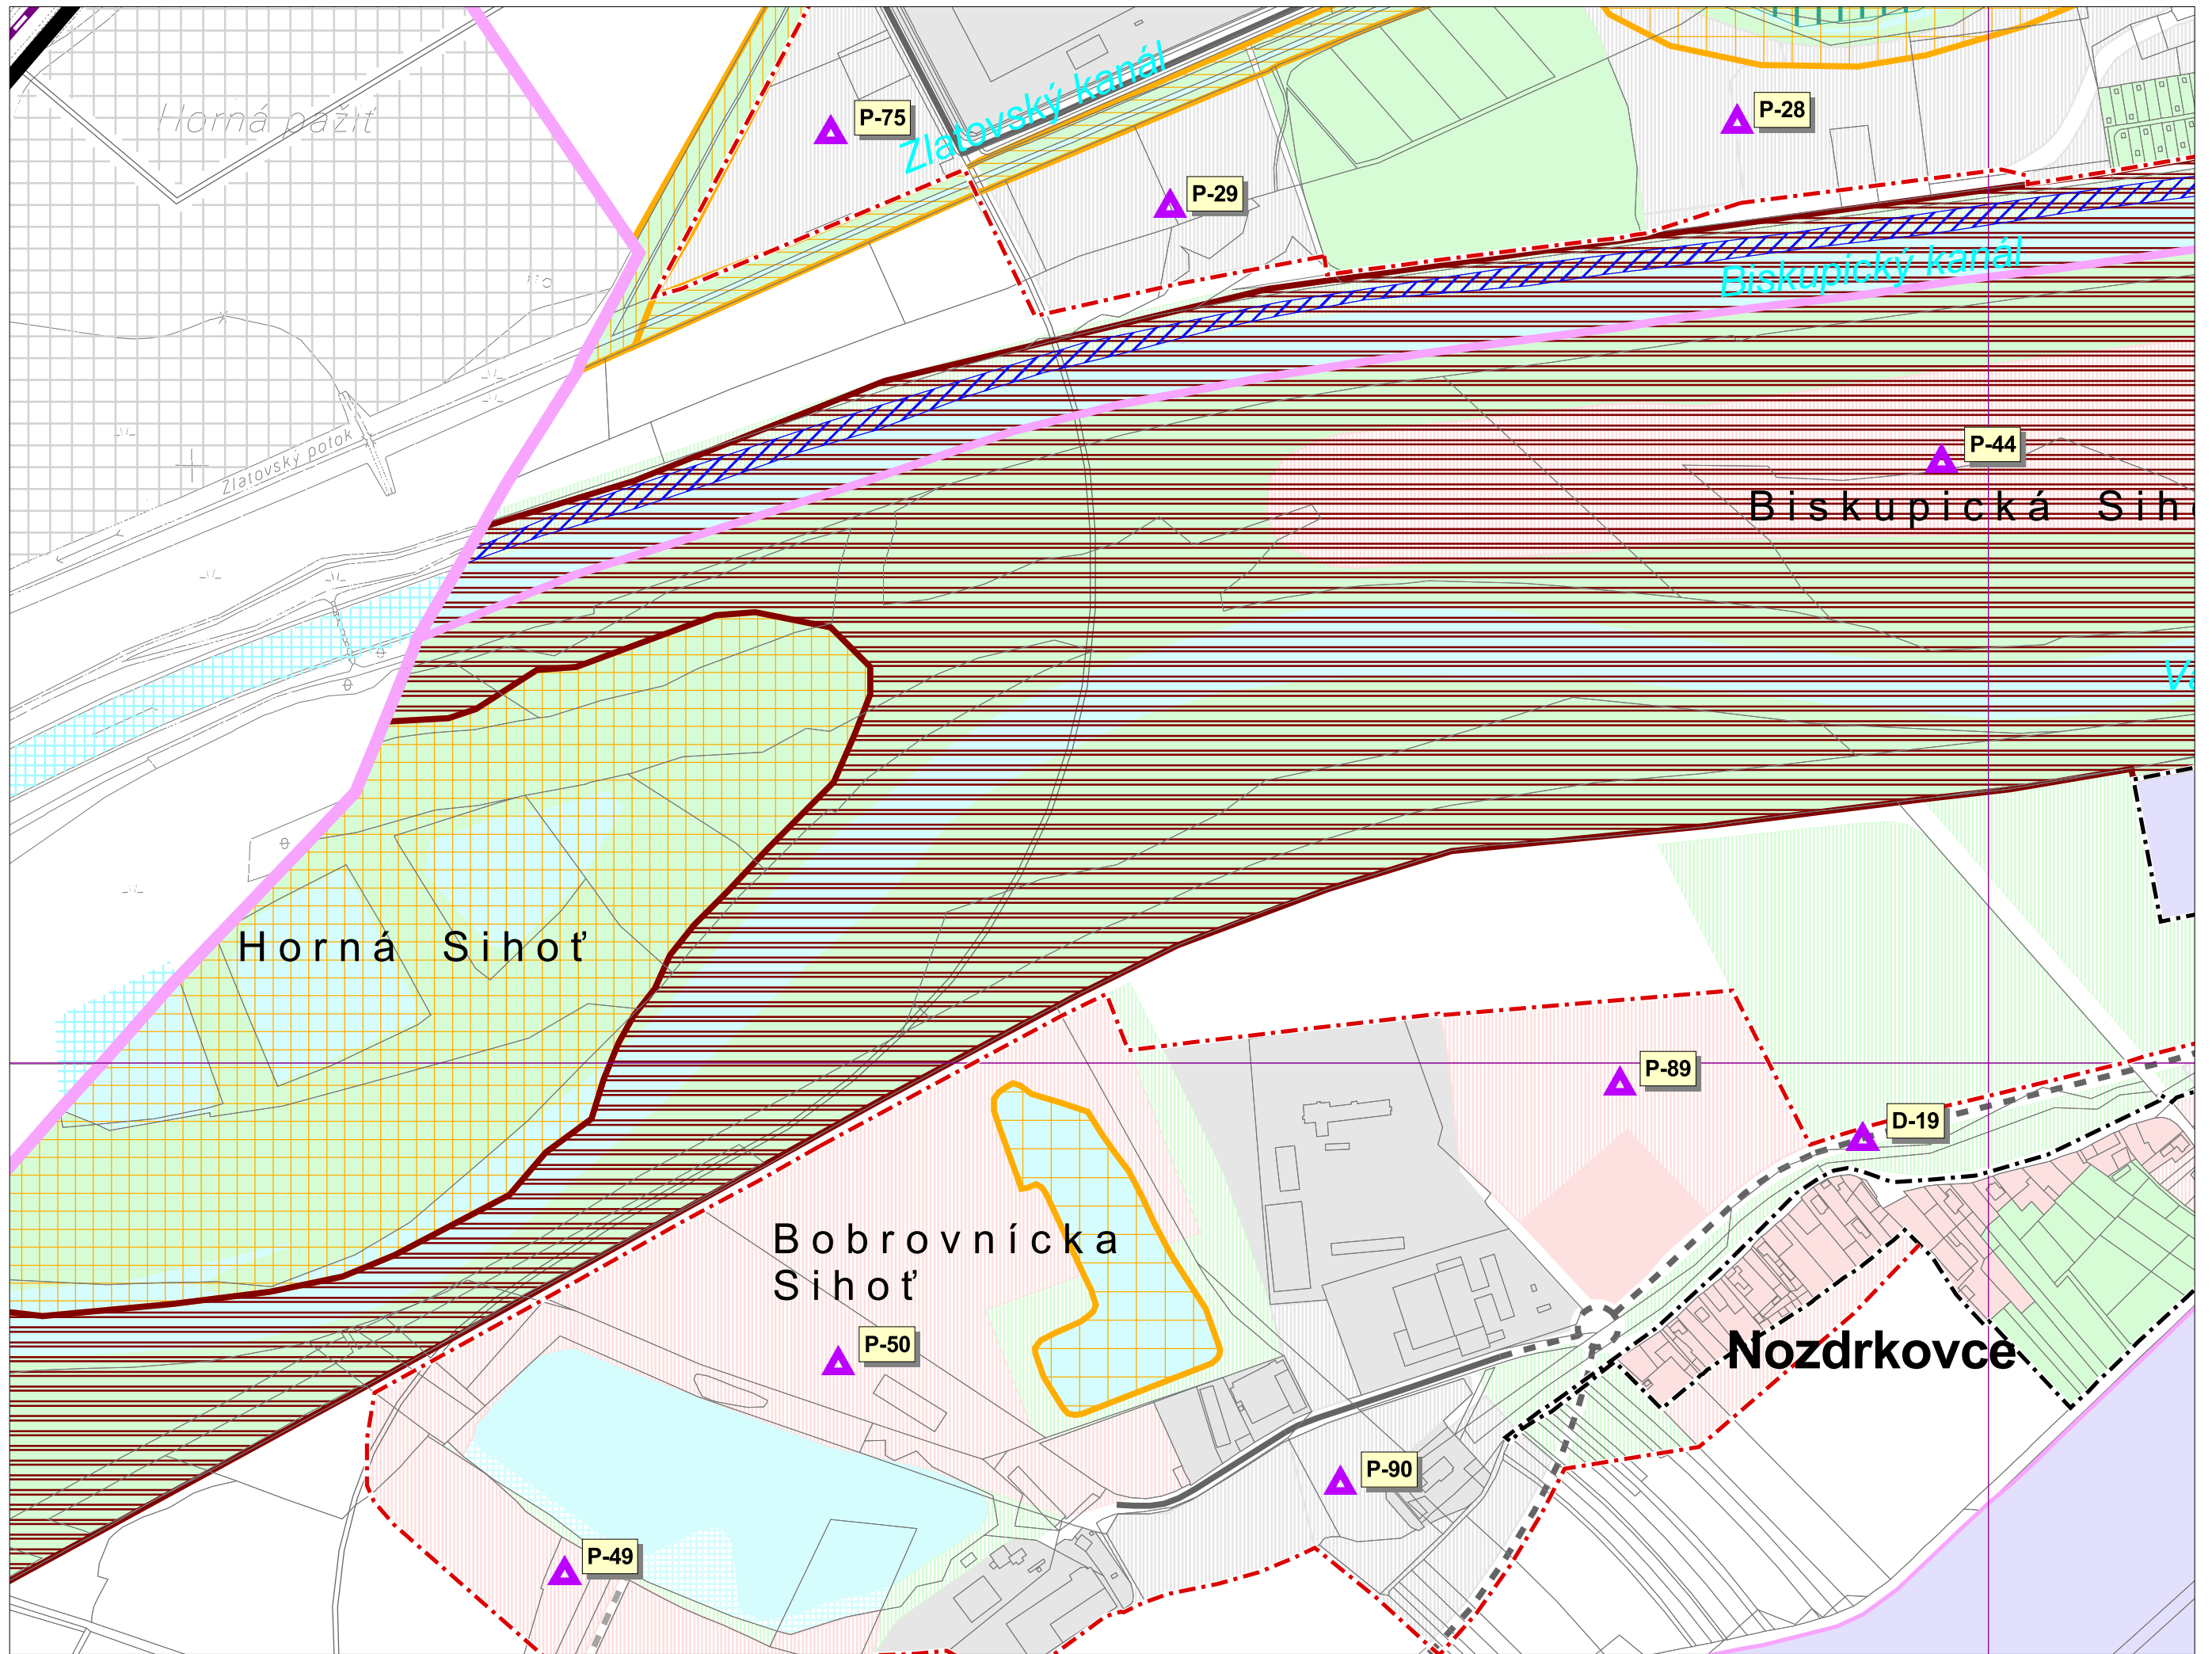 Horná pažiť
P-75
Zlatovský kanál
P-28
P-29
Biskupický kanál
P-44
Zlatovský potok
Biskupická Sih
Horná Sihoť
P-89
D-19
Bobrovnícka
Sihoť
P-50
Nozdrkovce
P-90
P-49